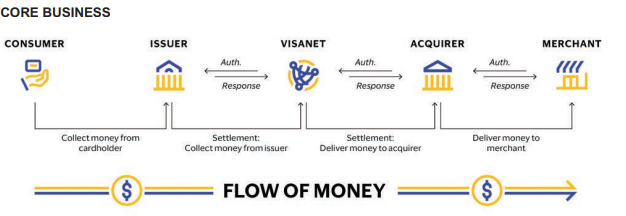 CORE BUSINESS
CONSUMER
ISSUER
VISANET
ACQUIRER
MERCHANT
Auth.
Response
Auth.
Response
Auth.
Response
Collect money from
cardholder
Settlement:
Collect money from issuer
Settlement:
Deliver money to acquirer
Deliver money to
merchant
$ FLOW OF MONEY $